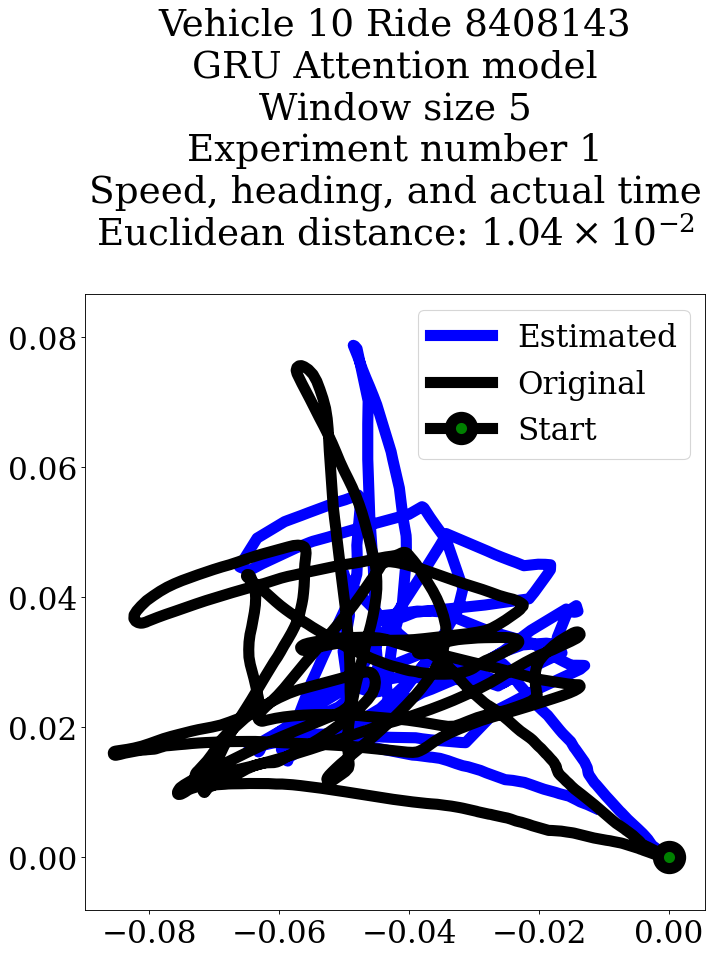 Vehicle 10 Ride 8408143
GRU Attention model
Window size 5
Experiment number 1
Speed, heading, and actual time
Euclidean distance: 1.04 × 10⁻²
Estimated
Original
Start
0.08
0.06
0.04
0.02
0.00
−0.08 −0.06 −0.04 −0.02 0.00